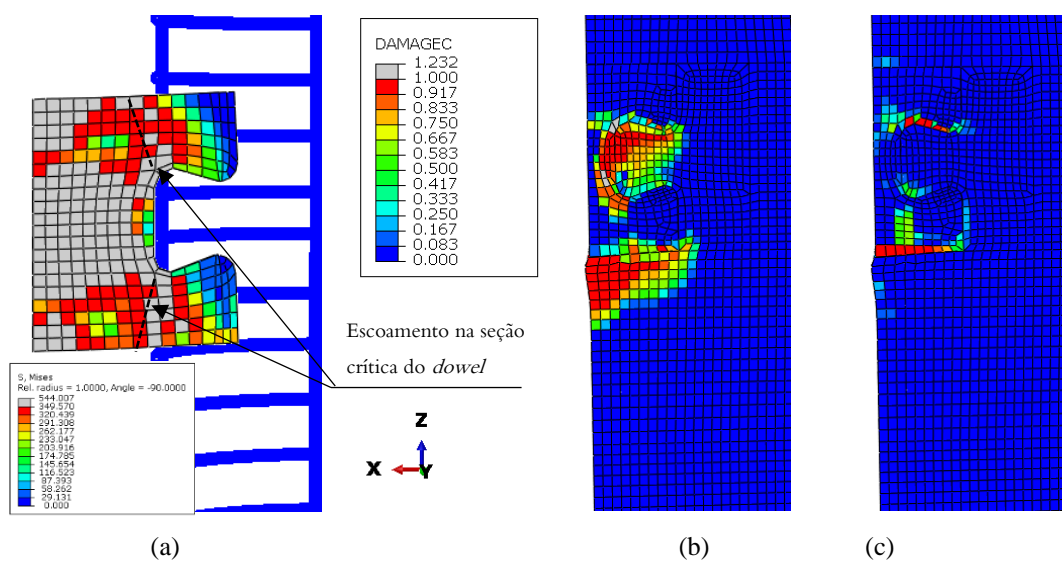 DAMAGEC
1.232
1.000
0.917
0.833
0.750
0.667
0.583
0.500
0.417
0.333
0.250
0.167
0.083
0.000
Escoamento na seção
crítica do dowel
S, Mises
Rel. radius = 1.0000, Angle = -90.0000
544.007
349.570
320.439
291.308
262.177
233.047
203.916
174.785
145.654
116.523
87.393
58.262
29.131
0.000
Z
X
Y
(a)
(b)
(c)